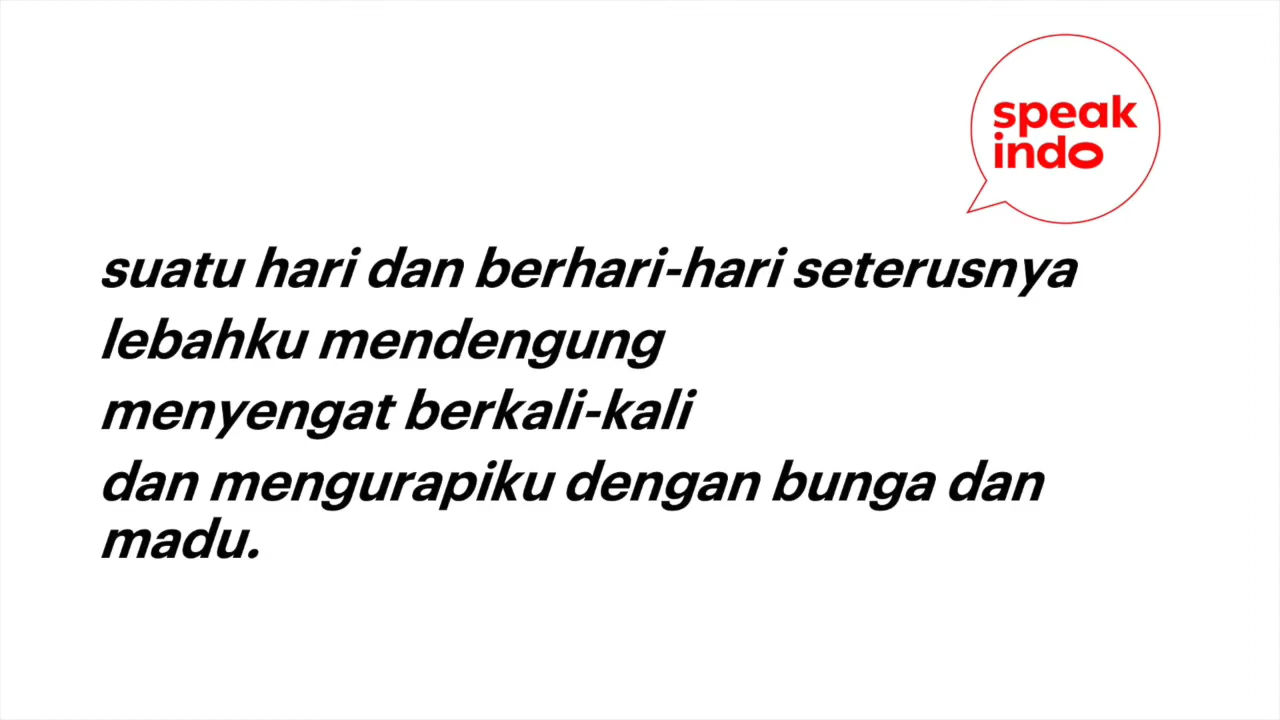 speak
indo
suatu hari dan berhari-hari seterusnya
lebahku mendengung
menyengat berkali-kali
dan mengurapiku dengan bunga dan
madu.